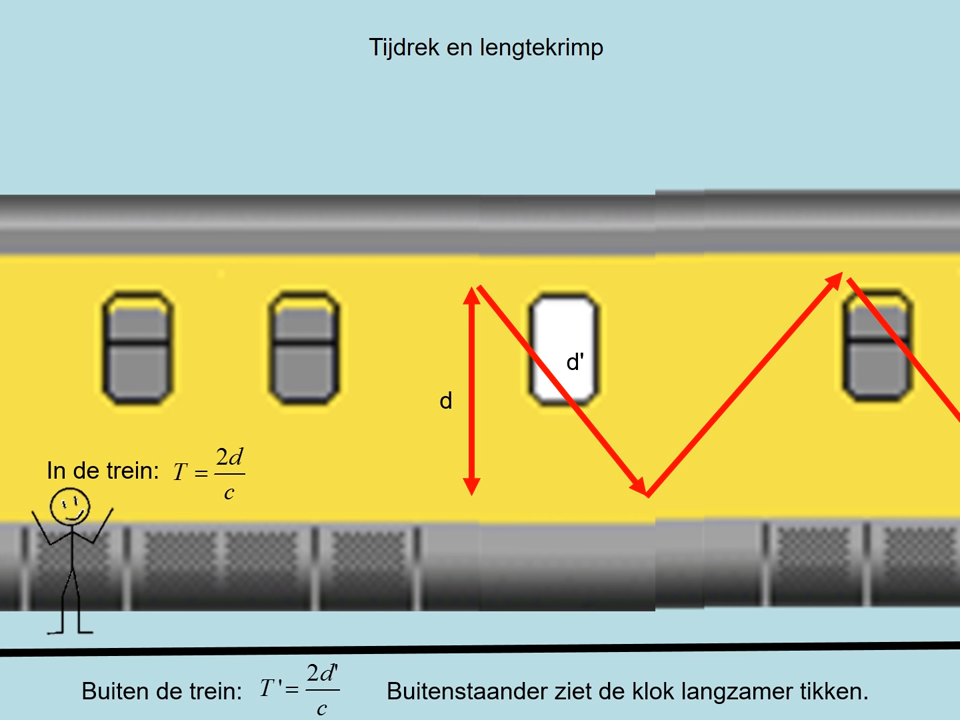 Tijdrek en lengtekrimp
d'
d
In de trein: T = 2d/c
Buiten de trein: T' = 2d'/c Buitenstaander ziet de klok langzamer tikken.